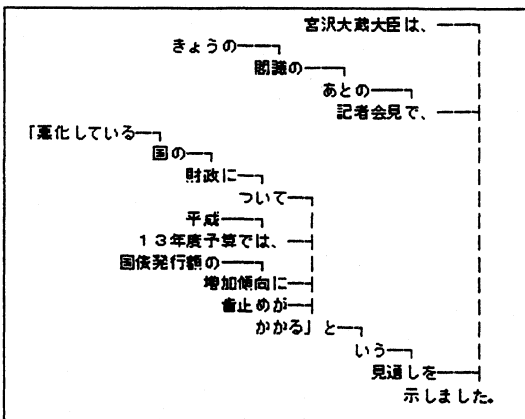 宮沢大蔵大臣は、
きょうの
閣議の
あとの
記者会見で、
「悪化している
国の
財政に
ついて
平成
13年度予算では、
国債発行額の
増加傾向に
歯止めが
かかる」と
いう
見通しを
示しました。